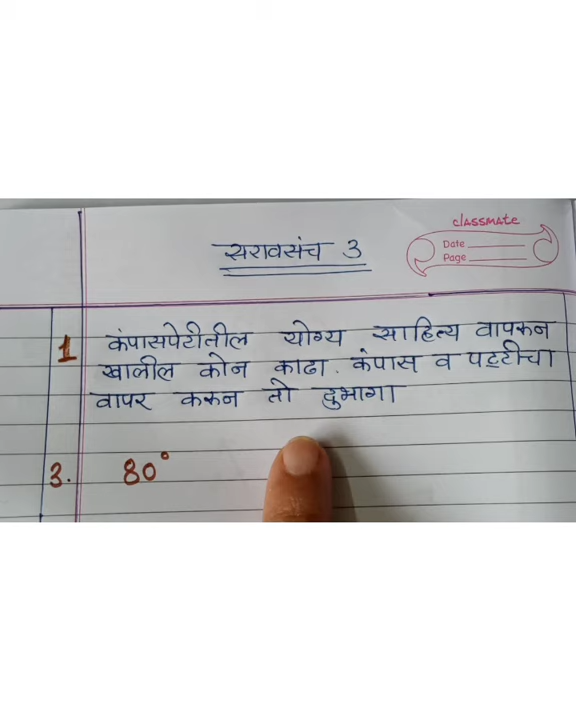 सरावसंच 3
classmate
Date
Page
1 कंपासपेटीतील योग्य साहित्य वापरून
खालील कोन काढा. कंपास व पट्टीचा
वापर करून तो दुभागा
3. 80°